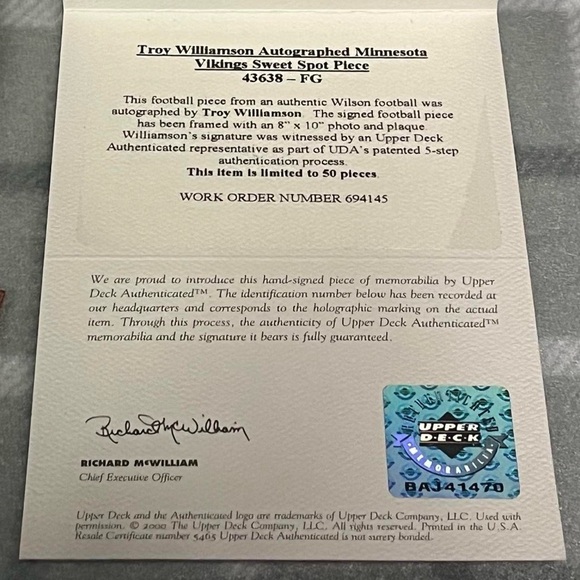 Troy Williamson Autographed Minnesota
Vikings Sweet Spot Piece
43638 – FG
This football piece from an authentic Wilson football was
autographed by Troy Williamson. The signed football piece
has been framed with an 8" x 10" photo and plaque.
Williamson's signature was witnessed by an Upper Deck
Authenticated representative as part of UDA's patented 5-step
authentication process.
This item is limited to 50 pieces.
WORK ORDER NUMBER 694145
We are proud to introduce this hand-signed piece of memorabilia by Upper
Deck Authenticated™. The identification number below has been recorded at
our headquarters and corresponds to the holographic marking on the actual
item. Through this process, the authenticity of Upper Deck Authenticated™
memorabilia and the signature it bears is fully guaranteed.
Richard McWilliam
RICHARD McWILLIAM
Chief Executive Officer
AUTHENTICATED
UPPER
D·E·C·K
MEMORABILIA
BAJ41470
Upper Deck and the Authenticated logo are trademarks of Upper Deck Company, LLC. Used with
permission. © 2000 The Upper Deck Company, LLC. All rights reserved. Printed in the U.S.A.
Resale Certificate number 5465 Upper Deck Authenticated is not surety bonded.